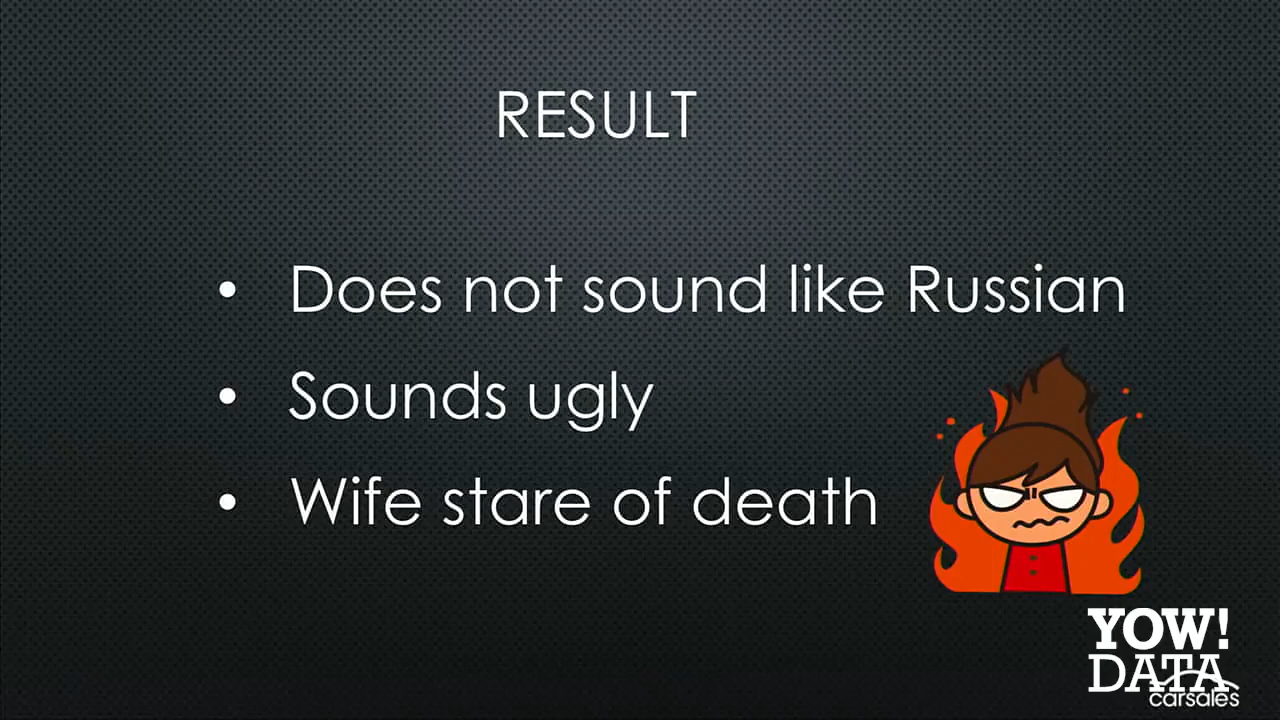 RESULT
• Does not sound like Russian
• Sounds ugly
• Wife stare of death
YOW!
DATA
carsales